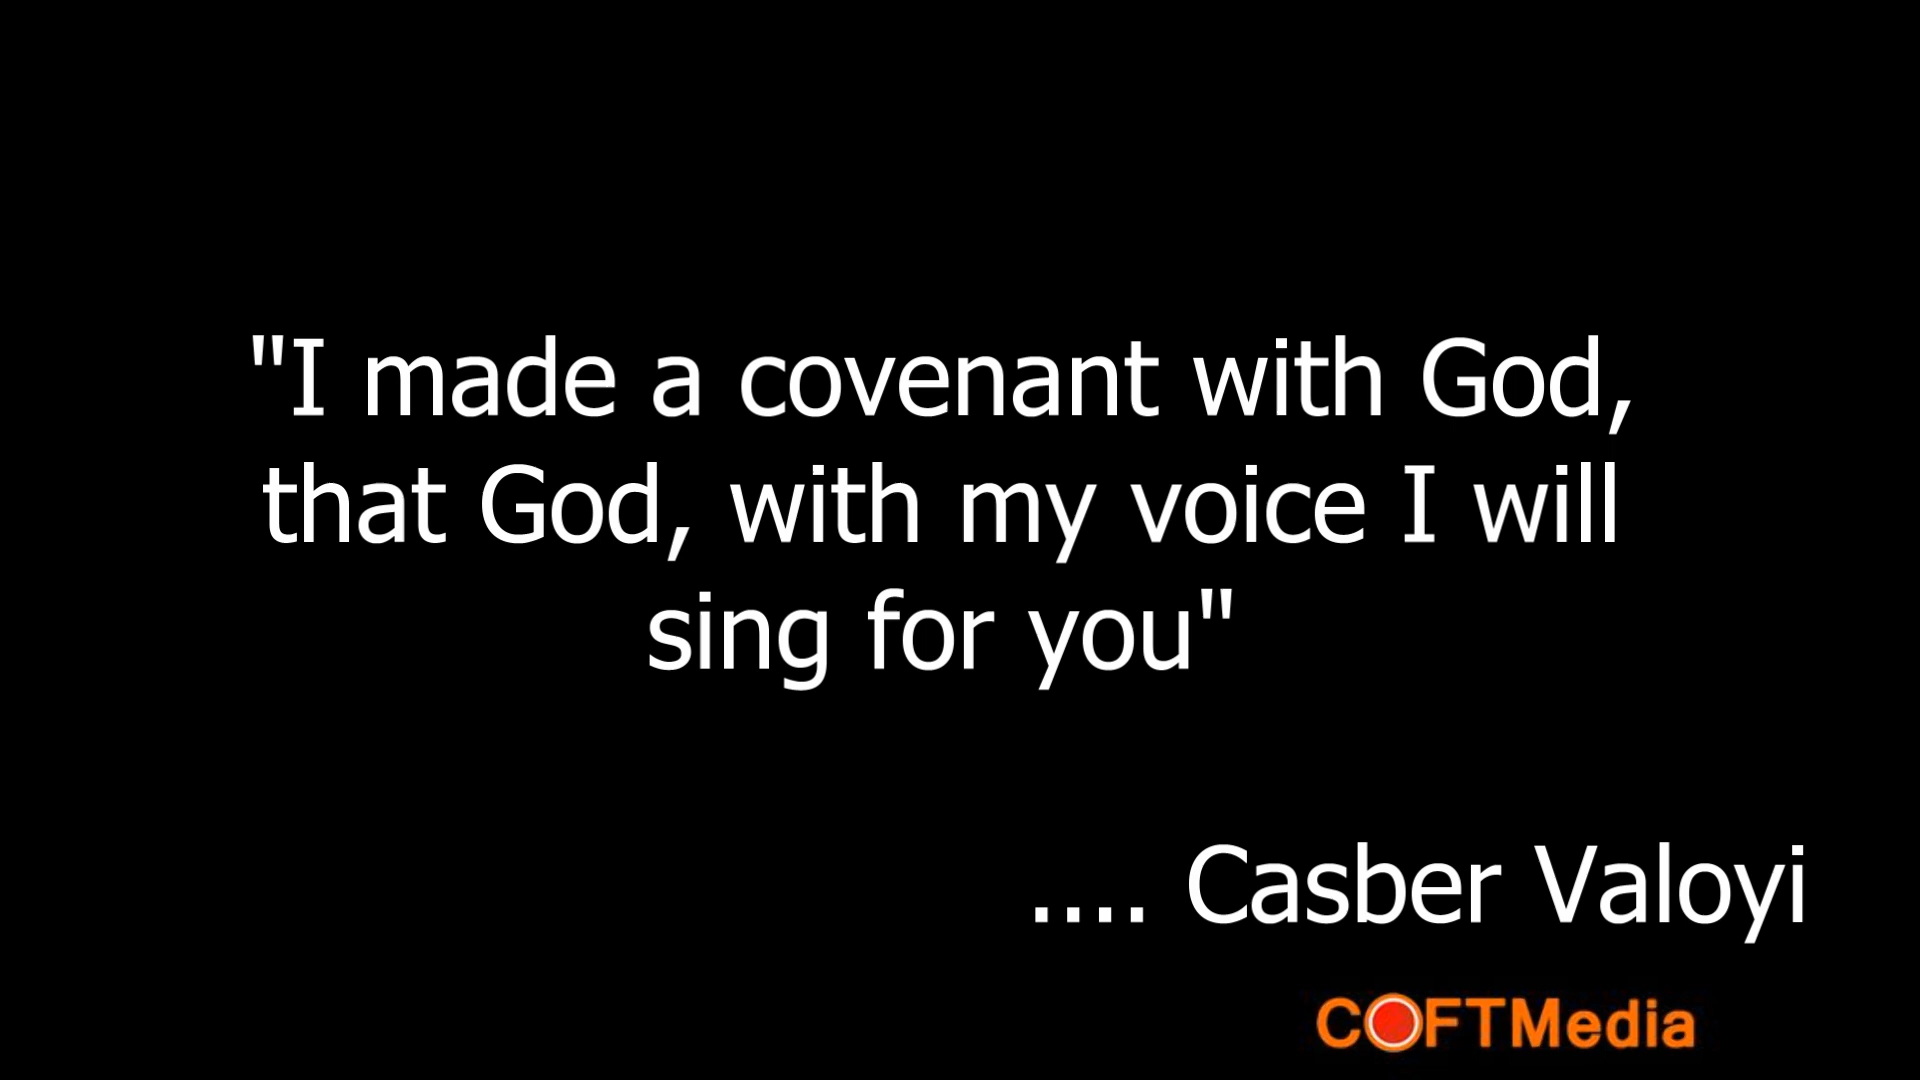 "I made a covenant with God,
that God, with my voice I will
sing for you"
.... Casber Valoyi
COFTMedia